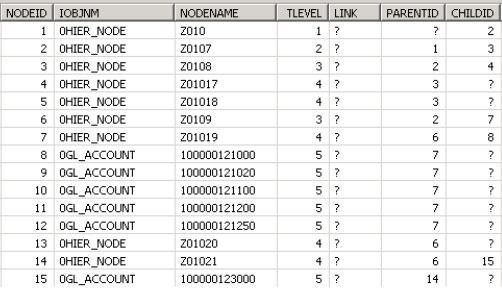 NODEID IOBJNM NODENAME TLEVEL LINK PARENTID CHILDID
1 0HIER_NODE Z010 1 ? ? 2
2 0HIER_NODE Z0107 2 ? 1 3
3 0HIER_NODE Z0108 3 ? 2 4
4 0HIER_NODE Z01017 4 ? 3 ?
5 0HIER_NODE Z01018 4 ? 3 ?
6 0HIER_NODE Z0109 3 ? 2 7
7 0HIER_NODE Z01019 4 ? 6 8
8 0GL_ACCOUNT 100000121000 5 ? 7 ?
9 0GL_ACCOUNT 100000121020 5 ? 7 ?
10 0GL_ACCOUNT 100000121100 5 ? 7 ?
11 0GL_ACCOUNT 100000121200 5 ? 7 ?
12 0GL_ACCOUNT 100000121250 5 ? 7 ?
13 0HIER_NODE Z01020 4 ? 6 ?
14 0HIER_NODE Z01021 4 ? 6 15
15 0GL_ACCOUNT 100000123000 5 ? 14 ?